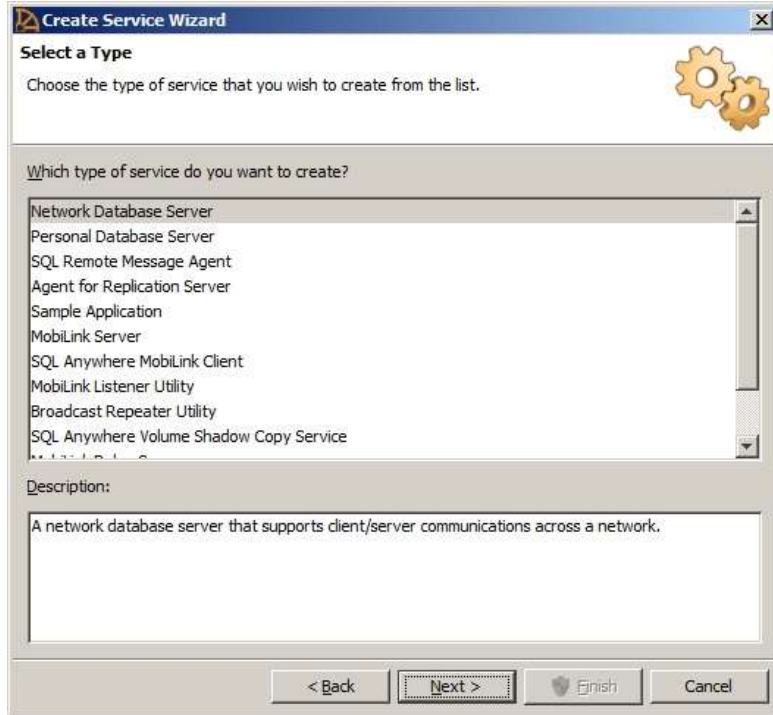 Create Service Wizard
Select a Type
Choose the type of service that you wish to create from the list.
Which type of service do you want to create?
Network Database Server
Personal Database Server
SQL Remote Message Agent
Agent for Replication Server
Sample Application
MobiLink Server
SQL Anywhere MobiLink Client
MobiLink Listener Utility
Broadcast Repeater Utility
SQL Anywhere Volume Shadow Copy Service
Description:
A network database server that supports client/server communications across a network.
< Back Next > Finish Cancel